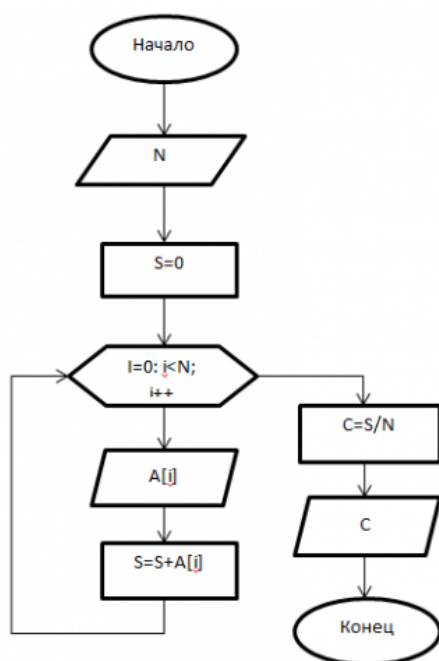 Начало
N
S=0
I=0: i<N;
i++
A[i]
S=S+A[i]
C=S/N
C
Конец